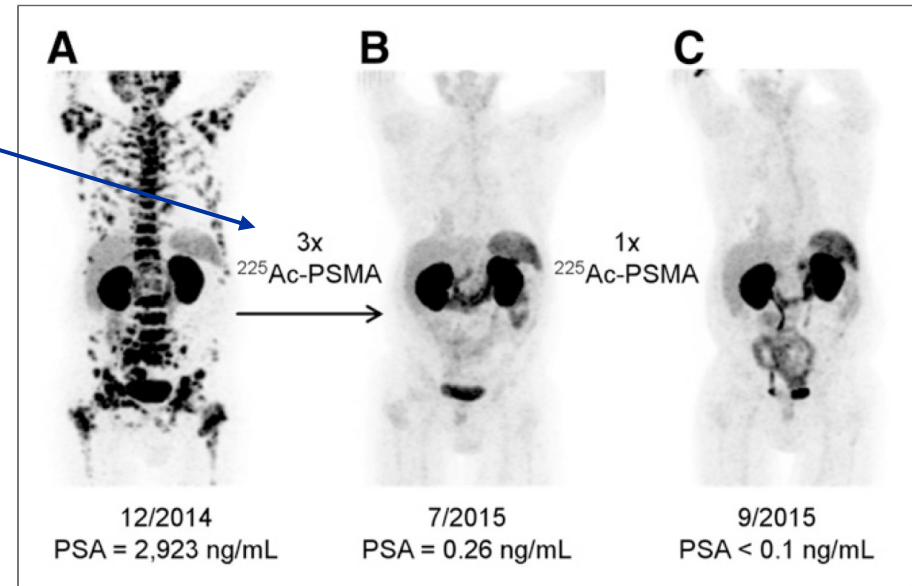 A
B
C
3x
²²⁵Ac-PSMA
1x
²²⁵Ac-PSMA
12/2014
PSA = 2,923 ng/mL
7/2015
PSA = 0.26 ng/mL
9/2015
PSA < 0.1 ng/mL